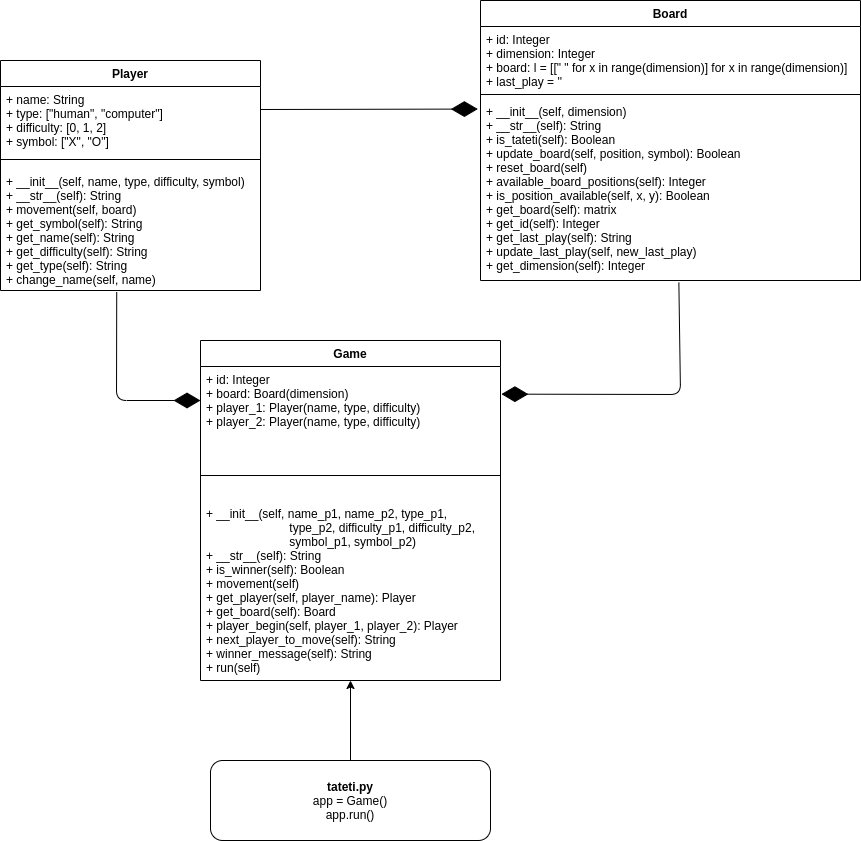 Player
+ name: String
+ type: ["human", "computer"]
+ difficulty: [0, 1, 2]
+ symbol: ["X", "O"]
+ __init__(self, name, type, difficulty, symbol)
+ __str__(self): String
+ movement(self, board)
+ get_symbol(self): String
+ get_name(self): String
+ get_difficulty(self): String
+ get_type(self): String
+ change_name(self, name)
Board
+ id: Integer
+ dimension: Integer
+ board: l = [[" " for x in range(dimension)] for x in range(dimension)]
+ last_play = ''
+ __init__(self, dimension)
+ __str__(self): String
+ is_tateti(self): Boolean
+ update_board(self, position, symbol): Boolean
+ reset_board(self)
+ available_board_positions(self): Integer
+ is_position_available(self, x, y): Boolean
+ get_board(self): matrix
+ get_id(self): Integer
+ get_last_play(self): String
+ update_last_play(self, new_last_play)
+ get_dimension(self): Integer
Game
+ id: Integer
+ board: Board(dimension)
+ player_1: Player(name, type, difficulty)
+ player_2: Player(name, type, difficulty)
+ __init__(self, name_p1, name_p2, type_p1,
type_p2, difficulty_p1, difficulty_p2,
symbol_p1, symbol_p2)
+ __str__(self): String
+ is_winner(self): Boolean
+ movement(self)
+ get_player(self, player_name): Player
+ get_board(self): Board
+ player_begin(self, player_1, player_2): Player
+ next_player_to_move(self): String
+ winner_message(self): String
+ run(self)
tateti.py
app = Game()
app.run()